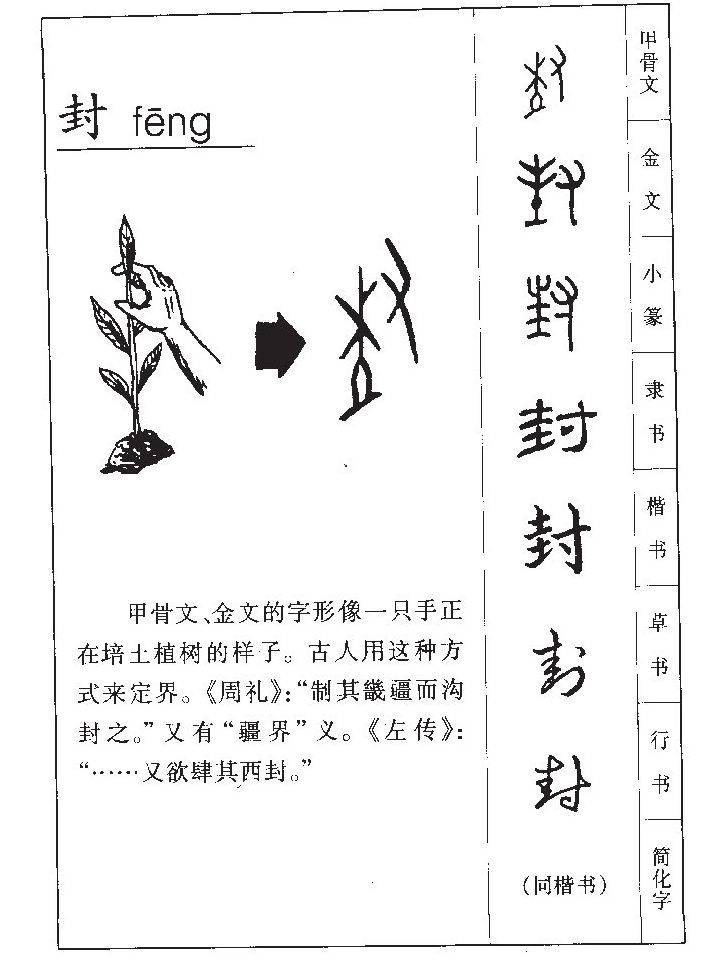 封 fēng
甲骨文、金文的字形像一只手正
在培土植树的样子。古人用这种方
式来定界。《周礼》:“制其畿疆而沟
封之。”又有“疆界”义。《左传》:
“……又欲肆其西封。”
封
封
封
封
封
封
封
(同楷书)
甲骨文
金文
小篆
隶书
楷书
卓书
行书
简化字